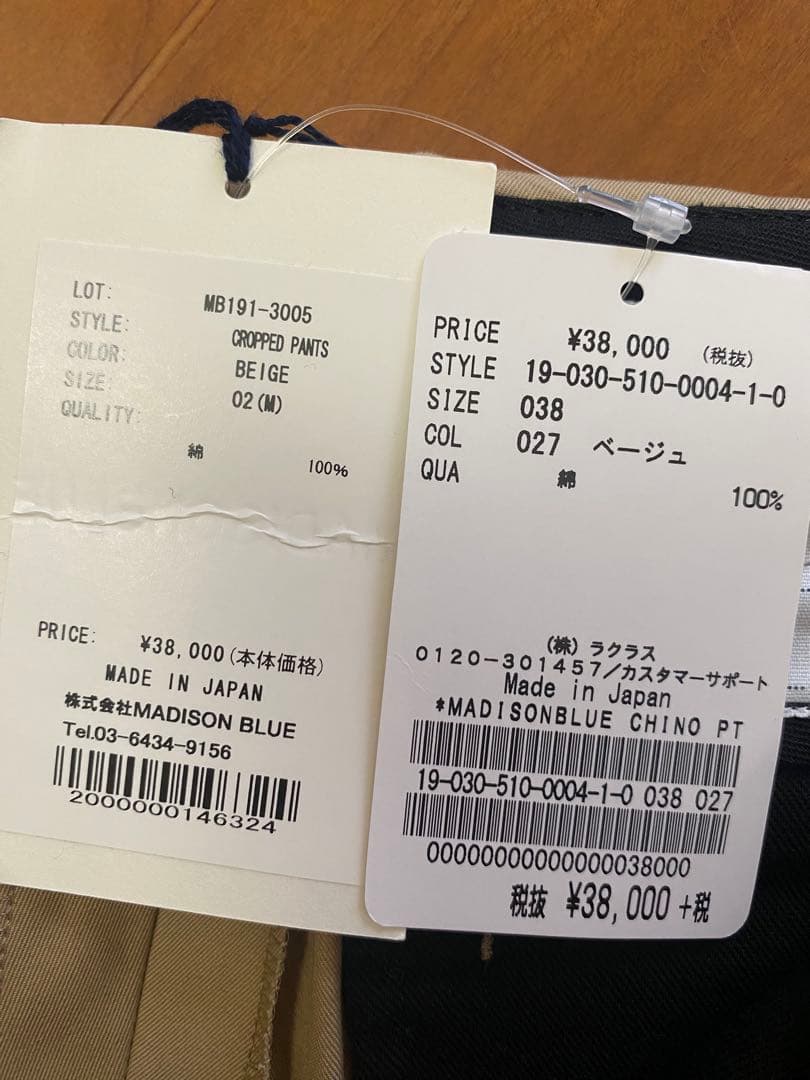 LOT: MB191-3005
STYLE: CROPPED PANTS
COLOR: BEIGE
SIZE: 02(M)
QUALITY:
綿 100%
PRICE: ¥38,000(本体価格)
MADE IN JAPAN
株式会社MADISON BLUE
Tel.03-6434-9156
2000000146324
PRICE ¥38,000 (税抜)
STYLE 19-030-510-0004-1-0
SIZE 038
COL 027 ベージュ
QUA 綿 100%
(株) ラクラス
0120-301457/カスタマーサポート
Made in Japan
*MADISONBLUE CHINO PT
19-030-510-0004-1-0 038 027
00000000000000038000
税抜 ¥38,000 +税